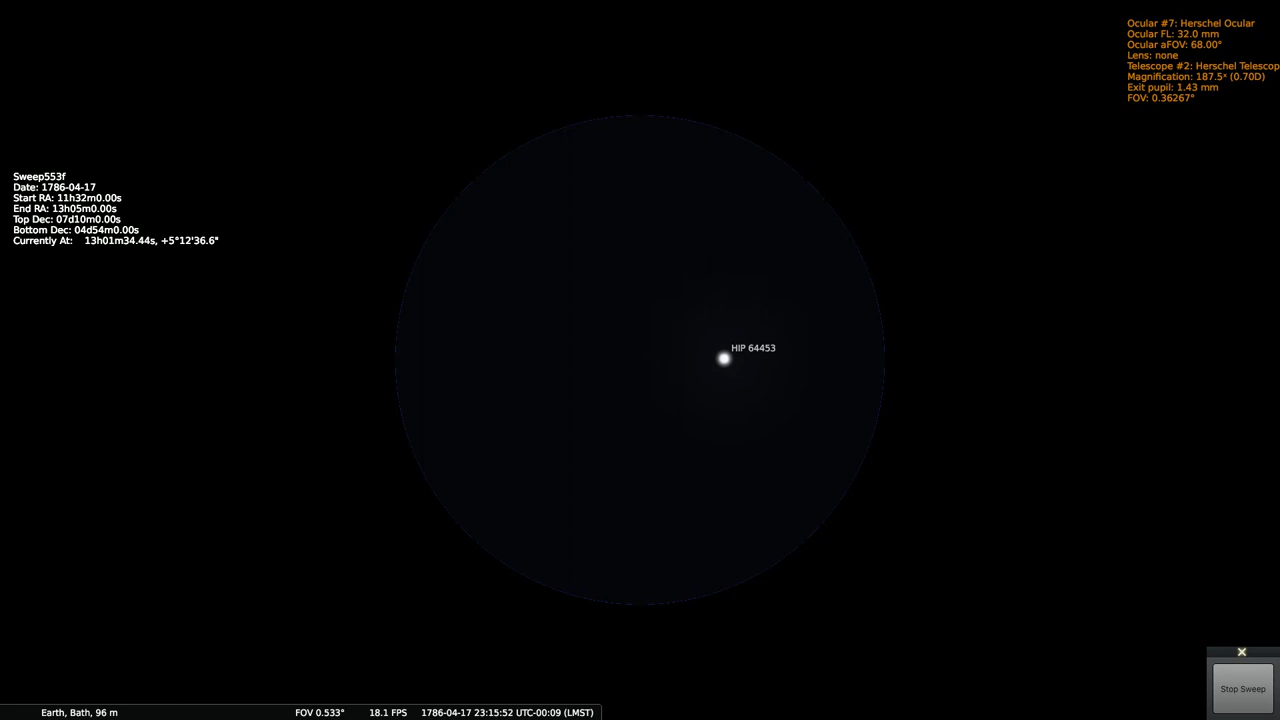 Ocular #7: Herschel Ocular
Ocular FL: 32.0 mm
Ocular aFOV: 68.00°
Lens: none
Telescope #2: Herschel Telescop
Magnification: 187.5ˣ (0.70D)
Exit pupil: 1.43 mm
FOV: 0.36267°
Sweep553f
Date: 1786-04-17
Start RA: 11h32m0.00s
End RA: 13h05m0.00s
Top Dec: 07d10m0.00s
Bottom Dec: 04d54m0.00s
Currently At: 13h01m34.44s, +5°12'36.6"
HIP 64453
Stop Sweep
Earth, Bath, 96 m FOV 0.533° 18.1 FPS 1786-04-17 23:15:52 UTC-00:09 (LMST)